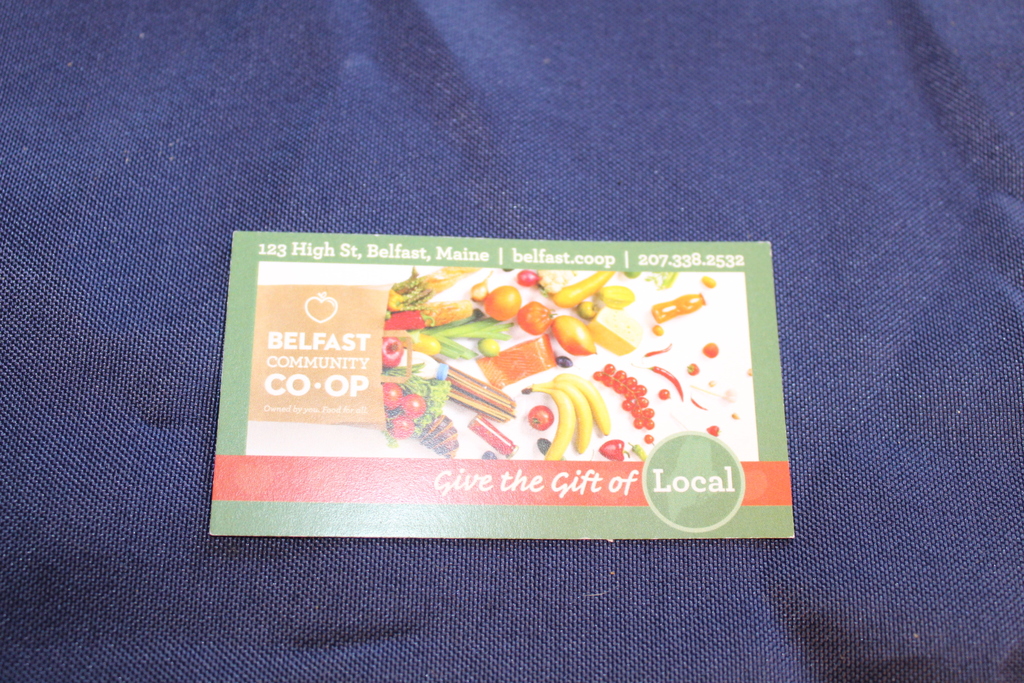 123 High St, Belfast, Maine | belfast.coop | 207.338.2532
BELFAST
COMMUNITY
CO·OP
Owned by you. Food for all.
Give the Gift of Local